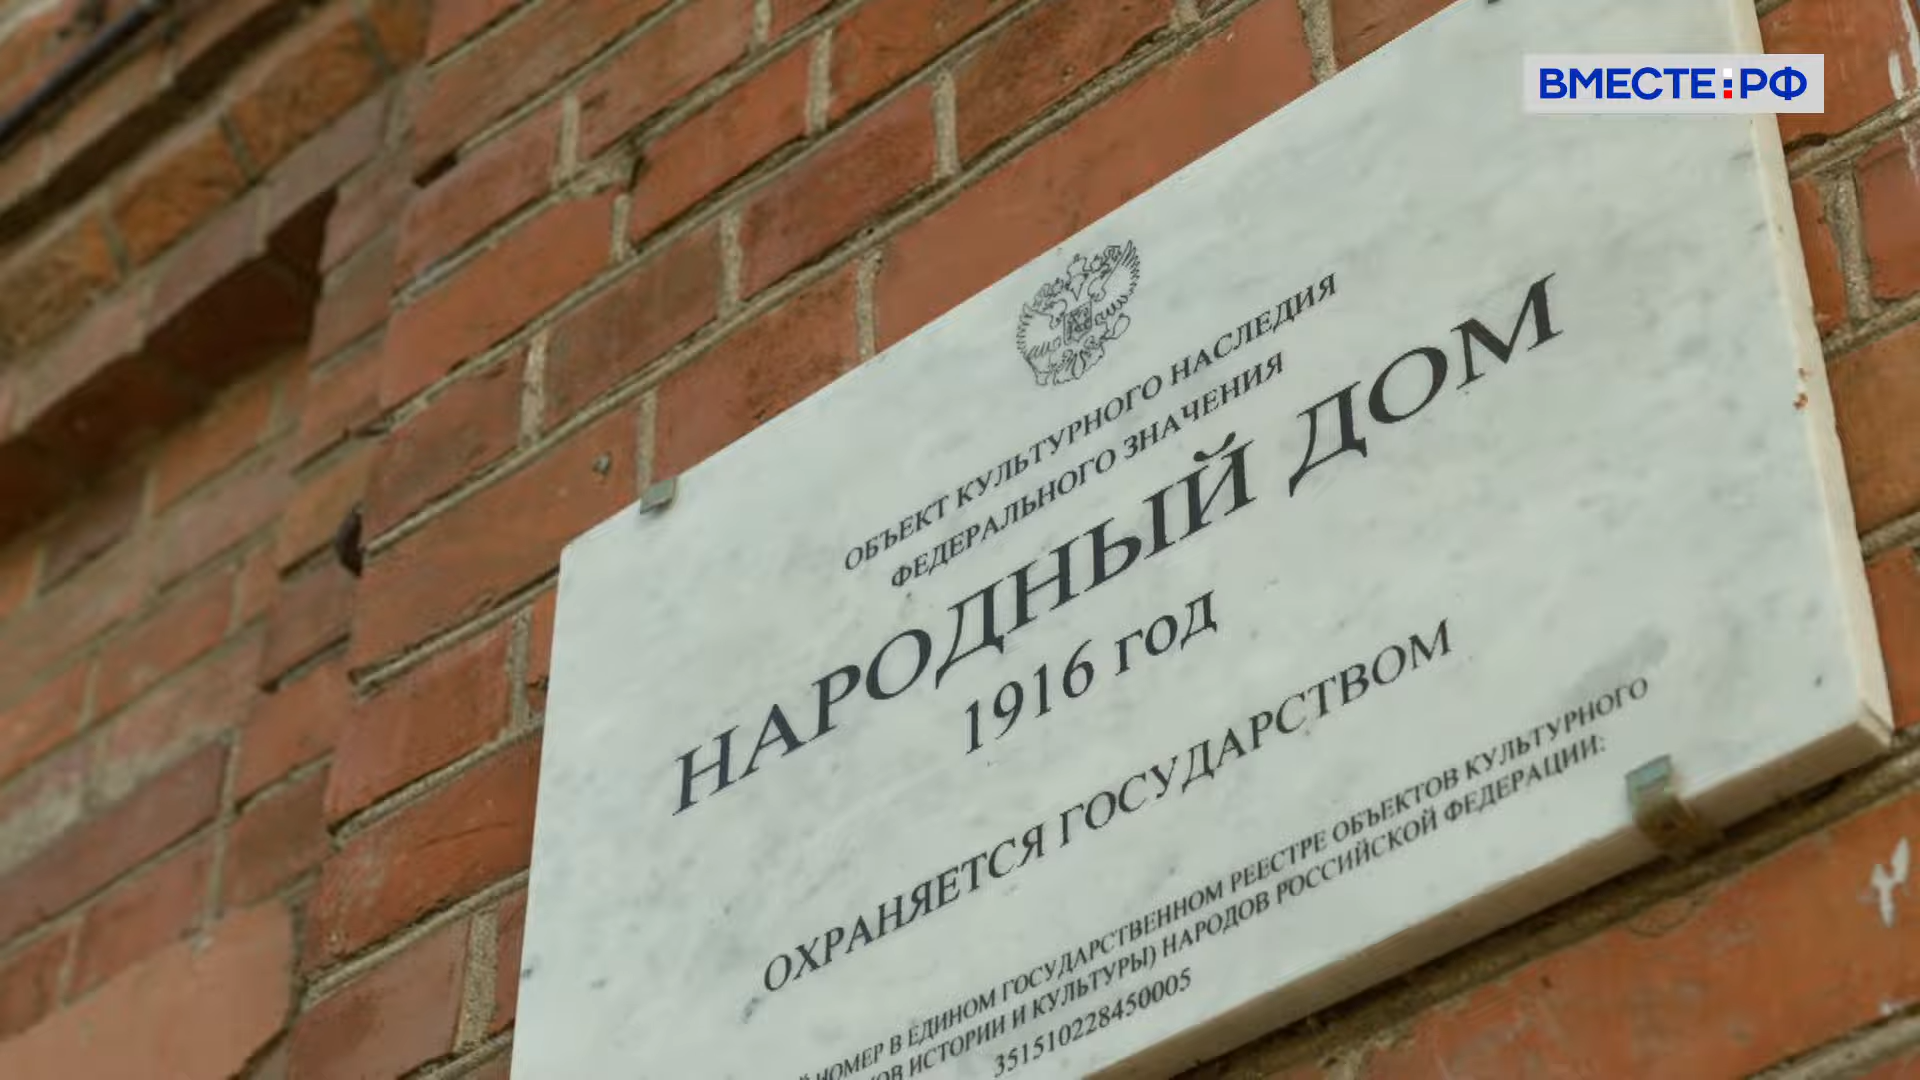 ВМЕСТЕ:РФ
ОБЪЕКТ КУЛЬТУРНОГО НАСЛЕДИЯ
ФЕДЕРАЛЬНОГО ЗНАЧЕНИЯ
НАРОДНЫЙ ДОМ
1916 ГОД
ОХРАНЯЕТСЯ ГОСУДАРСТВОМ
НОМЕР В ЕДИНОМ ГОСУДАРСТВЕННОМ РЕЕСТРЕ ОБЪЕКТОВ КУЛЬТУРНОГО
ИСТОРИИ И КУЛЬТУРЫ) НАРОДОВ РОССИЙСКОЙ ФЕДЕРАЦИИ:
351510228450005